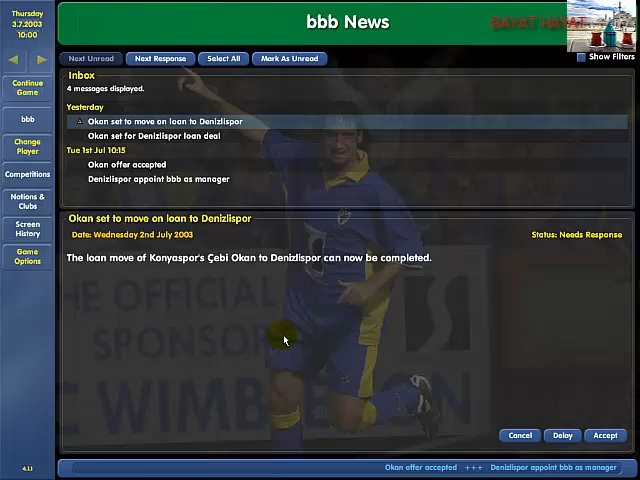 Thursday
3.7.2003
10:00
bbb News
BAYAT HAYAT
Next Unread
Next Response
Select All
Mark As Unread
Show Filters
Continue
Game
bbb
Change
Player
Competitions
Nations &
Clubs
Screen
History
Game
Options
Inbox
4 messages displayed.
Yesterday
Okan set to move on loan to Denizlispor
Okan set for Denizlispor loan deal
Tue 1st Jul 10:15
Okan offer accepted
Denizlispor appoint bbb as manager
Okan set to move on loan to Denizlispor
Date: Wednesday 2nd July 2003
Status: Needs Response
The loan move of Konyaspor's Çebi Okan to Denizlispor can now be completed.
HE OFFICIAL
SPONSOR
C WIMBLEDON
Cancel
Delay
Accept
4.1.1
Okan offer accepted +++ Denizlispor appoint bbb as manager